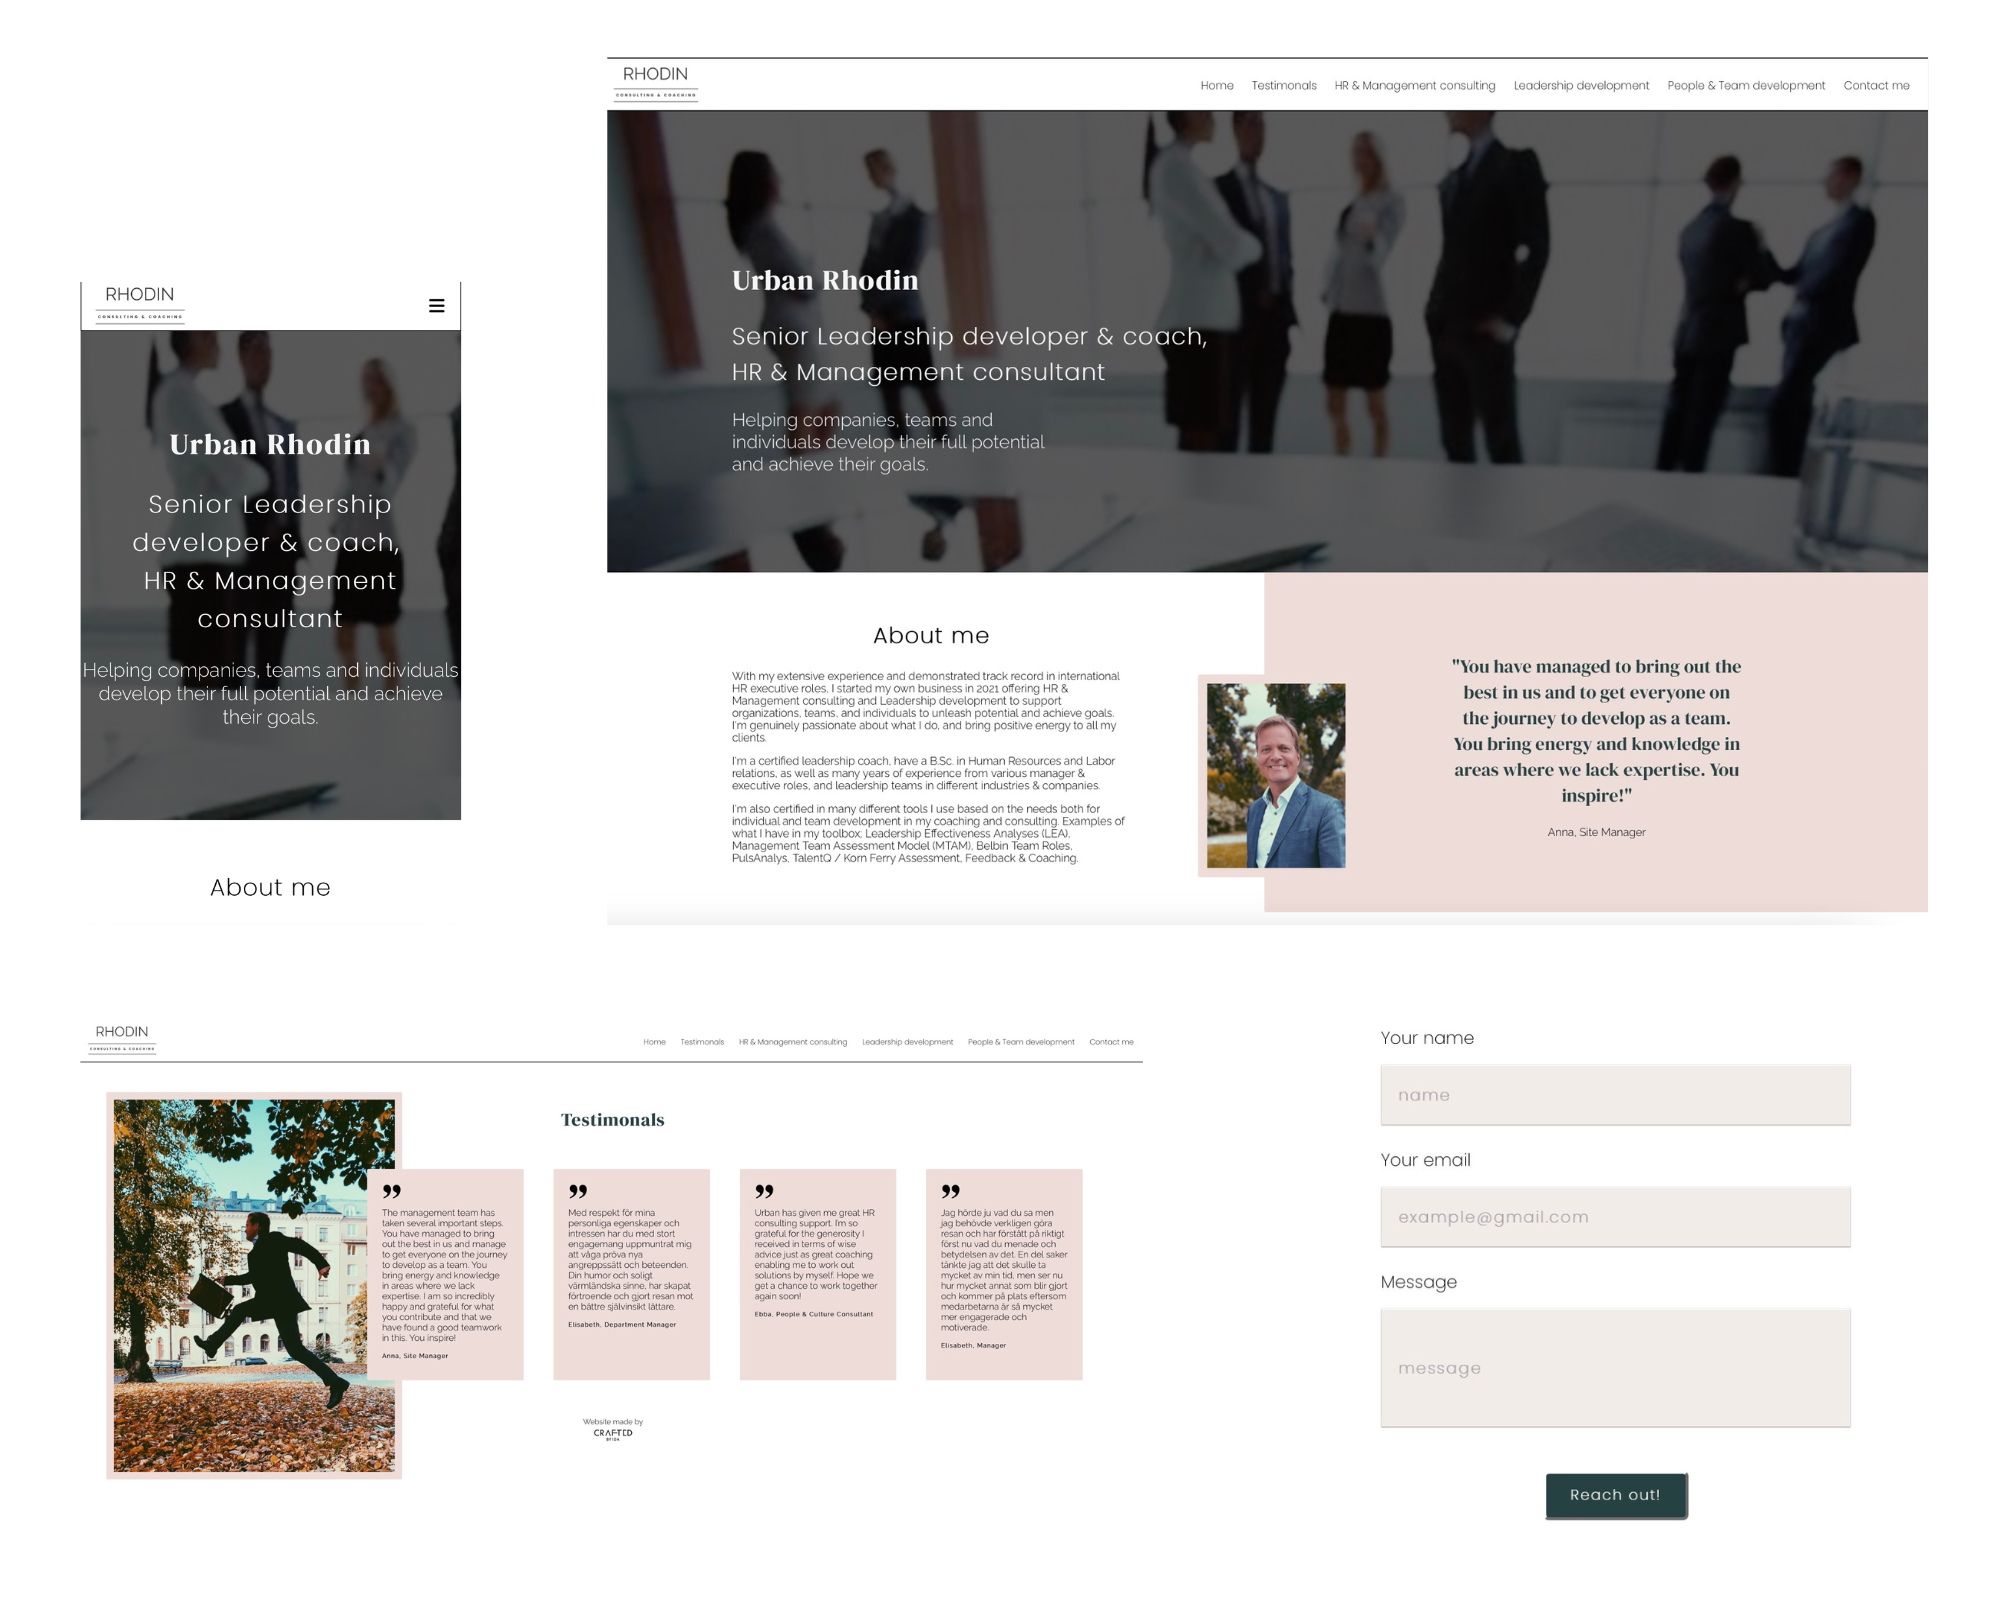 RHODIN
CONSULTING & COACHING
Urban Rhodin
Senior Leadership
developer & coach,
HR & Management
consultant
Helping companies, teams and individuals
develop their full potential and achieve
their goals.
About me
RHODIN
CONSULTING & COACHING
Home Testimonals HR & Management consulting Leadership development People & Team development Contact me
Urban Rhodin
Senior Leadership developer & coach,
HR & Management consultant
Helping companies, teams and
individuals develop their full potential
and achieve their goals.
About me
With my extensive experience and demonstrated track record in international
HR executive roles, I started my own business in 2021 offering HR &
Management consulting and Leadership development to support
organizations, teams, and individuals to unleash potential and achieve goals.
I'm genuinely passionate about what I do, and bring positive energy to all my
clients.
I'm a certified leadership coach, have a B.Sc. in Human Resources and Labor
relations, as well as many years of experience from various manager &
executive roles, and leadership teams in different industries & companies.
I'm also certified in many different tools I use based on the needs both for
individual and team development in my coaching and consulting. Examples of
what I have in my toolbox; Leadership Effectiveness Analyses (LEA),
Management Team Assessment Model (MTAM), Belbin Team Roles,
PulsAnalys, TalentQ / Korn Ferry Assessment, Feedback & Coaching.
"You have managed to bring out the
best in us and to get everyone on
the journey to develop as a team.
You bring energy and knowledge in
areas where we lack expertise. You
inspire!"
Anna, Site Manager
RHODIN
CONSULTING & COACHING
Home Testimonals HR & Management consulting Leadership development People & Team development Contact me
Testimonals
”
The management team has
taken several important steps.
You have managed to bring
out the best in us and manage
to get everyone on the journey
to develop as a team. You
bring energy and knowledge
in areas where we lack
expertise. I am so incredibly
happy and grateful for what
you contribute and that we
have found a good teamwork
in this. You inspire!
Anna, Site Manager
”
Med respekt för mina
personliga egenskaper och
intressen har du med stort
engagemang uppmuntrat mig
att våga pröva nya
angreppssätt och beteenden.
Din humor och soligt
värmländska sinne, har skapat
förtroende och gjort resan mot
en bättre självinsikt lättare.
Elisabeth, Department Manager
”
Urban has given me great HR
consulting support. I'm so
grateful for the generosity I
received in terms of wise
advice just as great coaching
enabling me to work out
solutions by myself. Hope we
get a chance to work together
again soon!
Ebba, People & Culture Consultant
”
Jag hörde ju vad du sa men
jag behövde verkligen göra
resan och har förstått på riktigt
först nu vad du menade och
betydelsen av det. En del saker
tänkte jag att det skulle ta
mycket av min tid, men ser nu
hur mycket annat som blir gjort
och kommer på plats eftersom
medarbetarna är så mycket
mer engagerade och
motiverade.
Elisabeth, Manager
Website made by
CRAFTED
BY IDA
Your name
name
Your email
example@gmail.com
Message
message
Reach out!